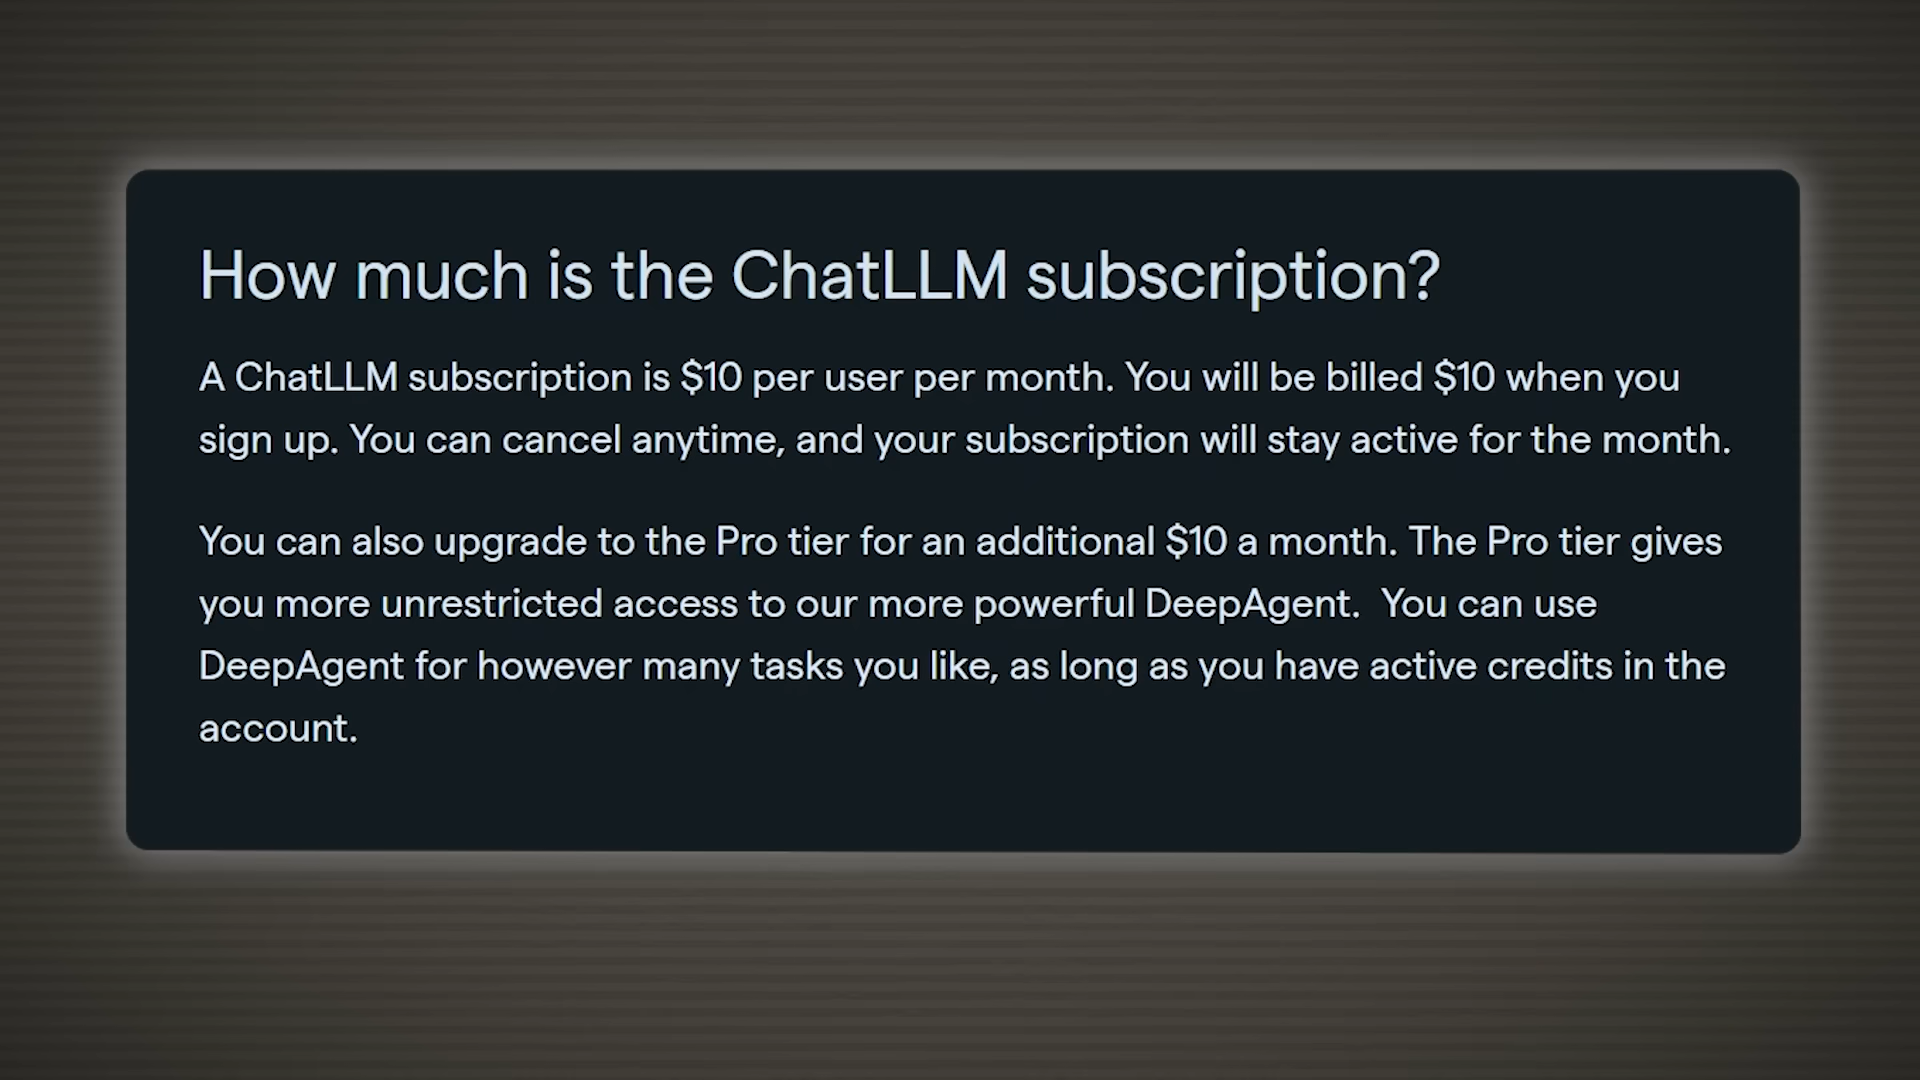 How much is the ChatLLM subscription?
A ChatLLM subscription is $10 per user per month. You will be billed $10 when you
sign up. You can cancel anytime, and your subscription will stay active for the month.
You can also upgrade to the Pro tier for an additional $10 a month. The Pro tier gives
you more unrestricted access to our more powerful DeepAgent.  You can use
DeepAgent for however many tasks you like, as long as you have active credits in the
account.